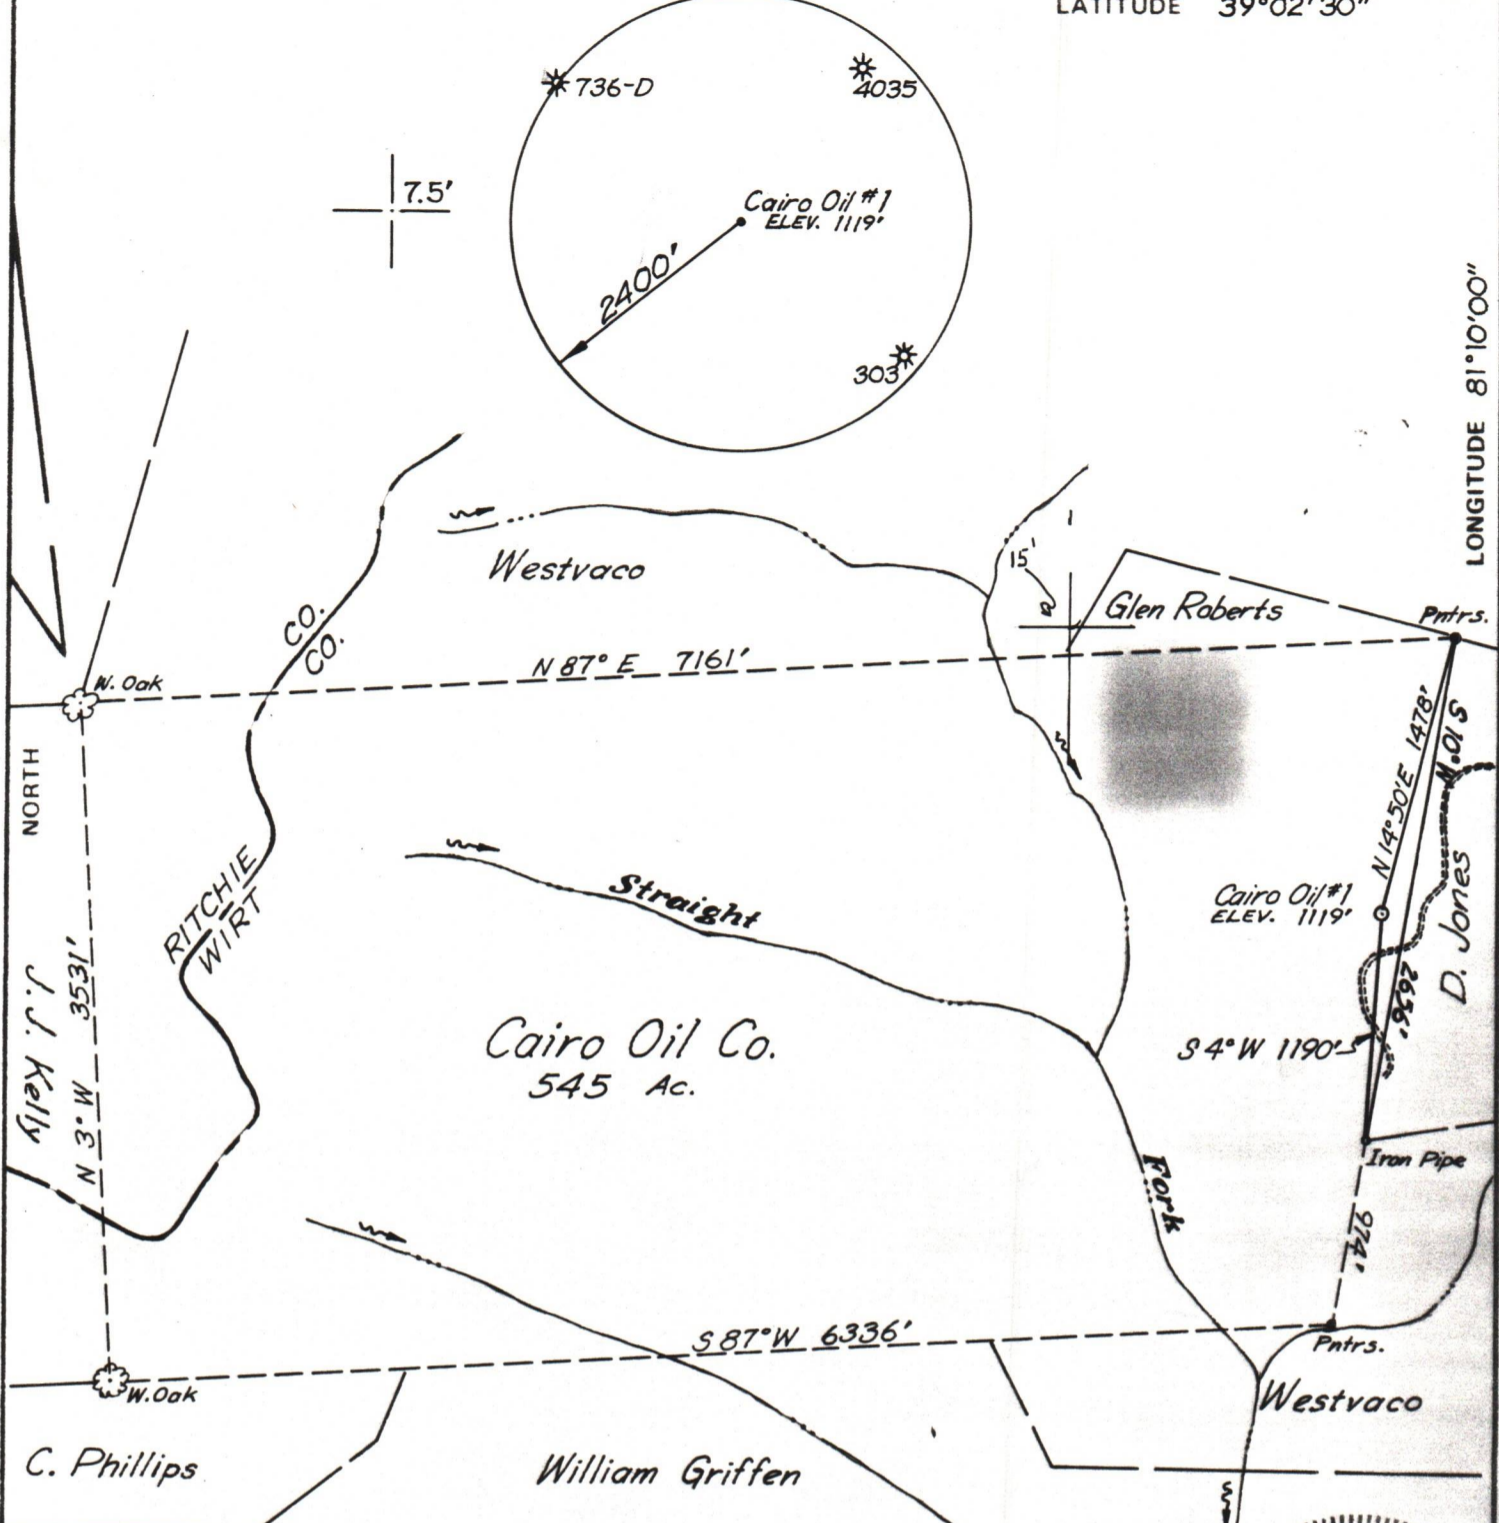 LATITUDE 39°02'30"
736-D
4035
7.5'
Cairo Oil #1
ELEV. 1119'
2400'
303
LONGITUDE 81°10'00"
Westvaco
15'
Glen Roberts
Pntrs.
CO.
CO.
N 87° E 7161'
W. Oak
NORTH
N 14°50'E 1478'
S 10° W
2656'
RITCHIE
WIRT
Straight
Cairo Oil #1
ELEV. 1119'
D. Jones
J. J. Kelly
N 3° W 3531'
Cairo Oil Co.
545 Ac.
S 4° W 1190'
Iron Pipe
Fork
974'
S 87° W 6336'
Pntrs.
W. Oak
Westvaco
C. Phillips
William Griffen